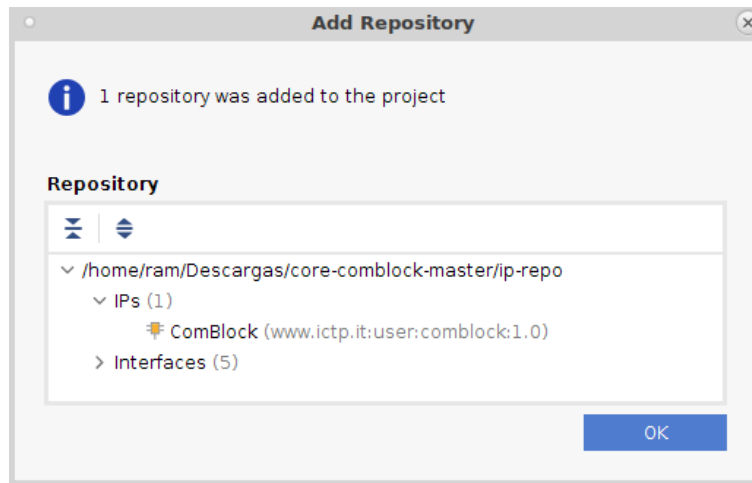 Add Repository
1 repository was added to the project
Repository
/home/ram/Descargas/core-comblock-master/ip-repo
IPs (1)
ComBlock (www.ictp.it:user:comblock:1.0)
Interfaces (5)
OK